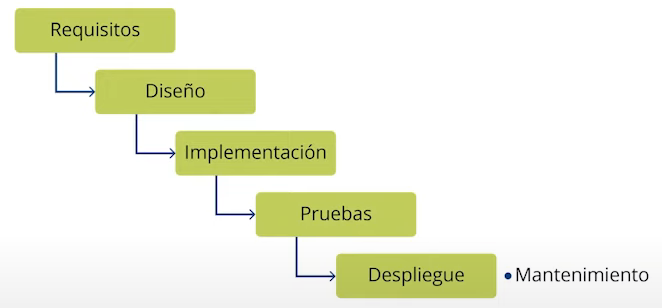 Requisitos
Diseño
Implementación
Pruebas
Despliegue
•Mantenimiento